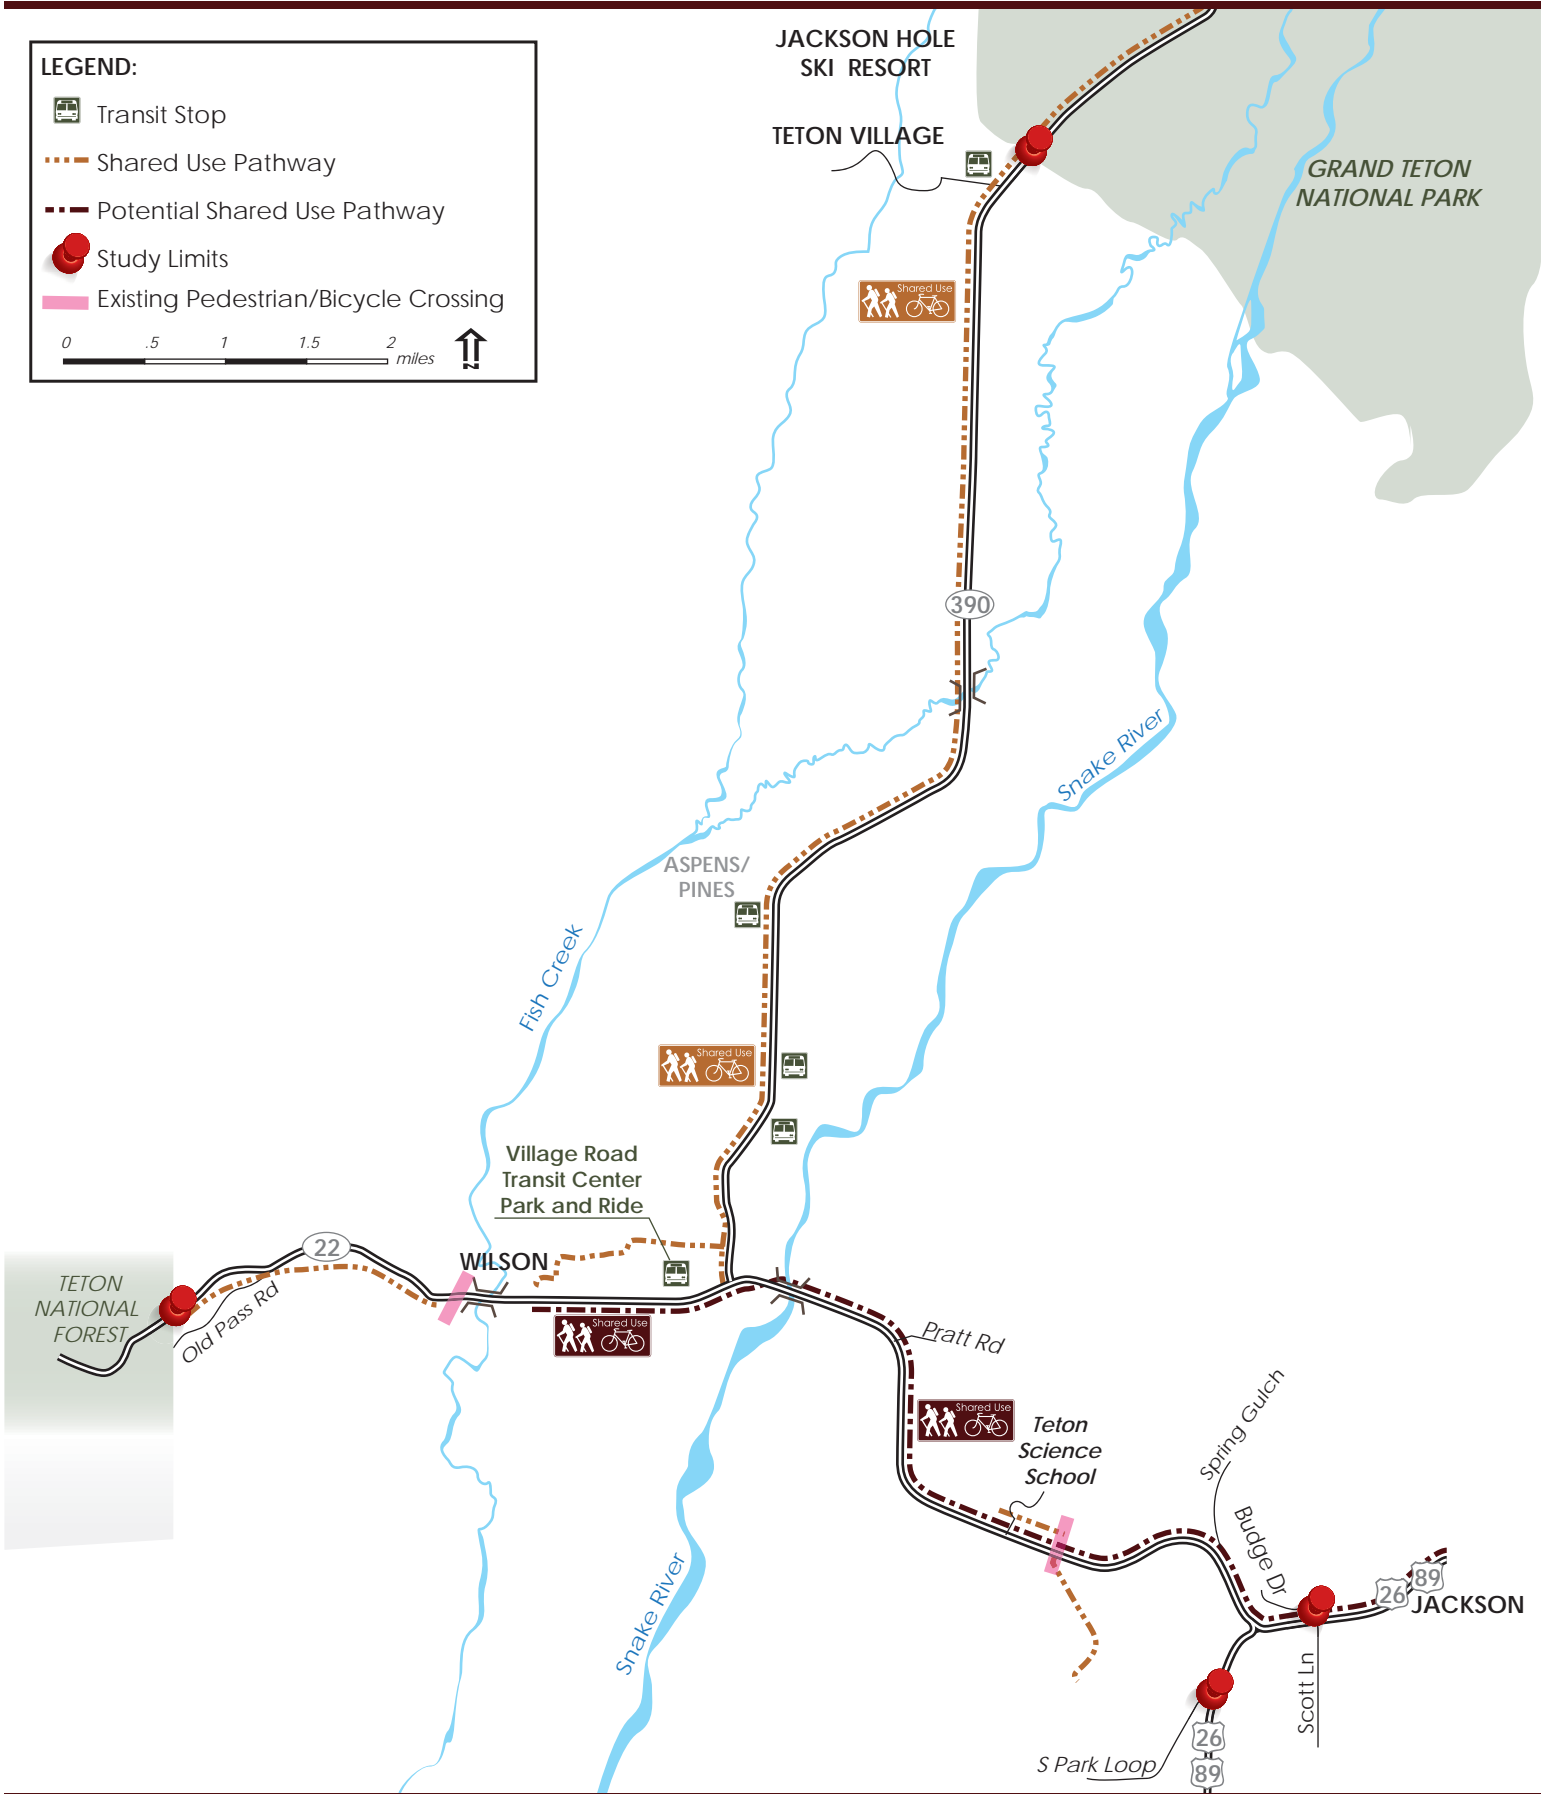 LEGEND:
Transit Stop
Shared Use Pathway
Potential Shared Use Pathway
Study Limits
Existing Pedestrian/Bicycle Crossing
0 .5 1 1.5 2
miles
N
JACKSON HOLE
SKI RESORT
TETON VILLAGE
GRAND TETON
NATIONAL PARK
Shared Use
390
Snake River
ASPENS/
PINES
Fish Creek
Shared Use
Village Road
Transit Center
Park and Ride
22
WILSON
TETON
NATIONAL
FOREST
Old Pass Rd
Shared Use
Pratt Rd
Shared Use
Teton
Science
School
Spring Gulch
Budge Dr
26
89
JACKSON
Snake River
Scott Ln
S Park Loop
26
89